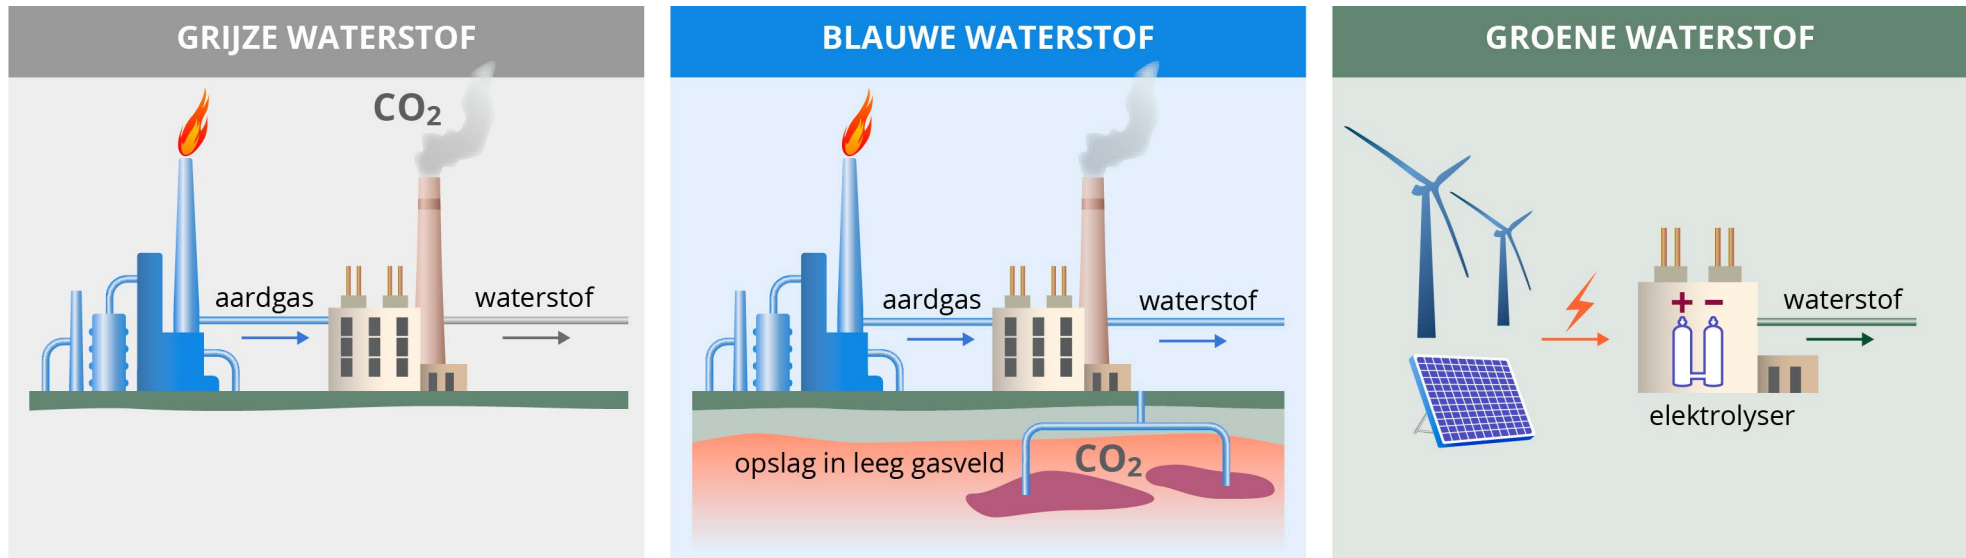 GRIJZE WATERSTOF
CO₂
aardgas
waterstof
BLAUWE WATERSTOF
aardgas
waterstof
opslag in leeg gasveld
CO₂
GROENE WATERSTOF
+ −
waterstof
elektrolyser